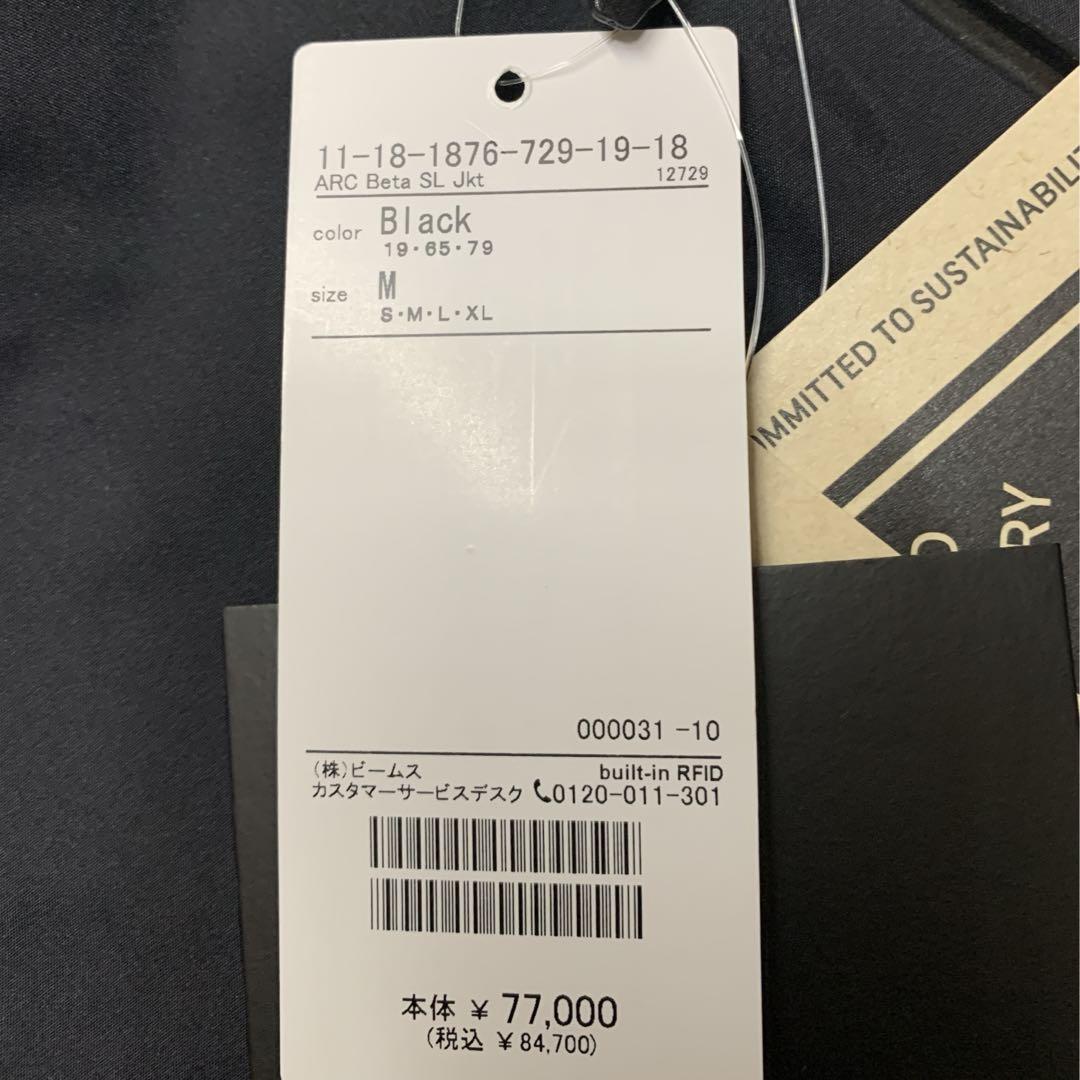 11-18-1876-729-19-18
ARC Beta SL Jkt 12729
color Black
19・65・79
size M
S・M・L・XL
000031 -10
(株)ビームス built-in RFID
カスタマーサービスデスク 0120-011-301
本体 ¥ 77,000
(税込 ¥84,700)
TO SUSTAINABILI
RY